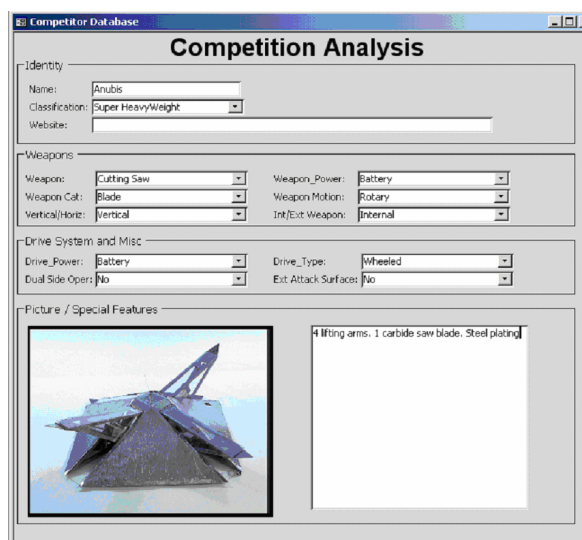 Competitor Database
Competition Analysis
Identity
Name: Anubis
Classification: Super HeavyWeight
Website:
Weapons
Weapon: Cutting Saw Weapon_Power: Battery
Weapon Cat: Blade Weapon Motion: Rotary
Vertical/Horiz: Vertical Int/Ext Weapon: Internal
Drive System and Misc
Drive_Power: Battery Drive_Type: Wheeled
Dual Side Oper: No Ext Attack Surface: No
Picture / Special Features
4 lifting arms. 1 carbide saw blade. Steel plating